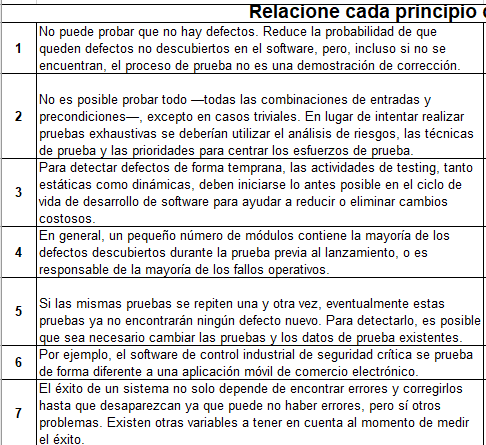 Relacione cada principio
1
No puede probar que no hay defectos. Reduce la probabilidad de que
queden defectos no descubiertos en el software, pero, incluso si no se
encuentran, el proceso de prueba no es una demostración de corrección.
2
No es posible probar todo —todas las combinaciones de entradas y
precondiciones—, excepto en casos triviales. En lugar de intentar realizar
pruebas exhaustivas se deberían utilizar el análisis de riesgos, las técnicas
de prueba y las prioridades para centrar los esfuerzos de prueba.
3
Para detectar defectos de forma temprana, las actividades de testing, tanto
estáticas como dinámicas, deben iniciarse lo antes posible en el ciclo de
vida de desarrollo de software para ayudar a reducir o eliminar cambios
costosos.
4
En general, un pequeño número de módulos contiene la mayoría de los
defectos descubiertos durante la prueba previa al lanzamiento, o es
responsable de la mayoría de los fallos operativos.
5
Si las mismas pruebas se repiten una y otra vez, eventualmente estas
pruebas ya no encontrarán ningún defecto nuevo. Para detectarlo, es posible
que sea necesario cambiar las pruebas y los datos de prueba existentes.
6
Por ejemplo, el software de control industrial de seguridad crítica se prueba
de forma diferente a una aplicación móvil de comercio electrónico.
7
El éxito de un sistema no solo depende de encontrar errores y corregirlos
hasta que desaparezcan ya que puede no haber errores, pero sí otros
problemas. Existen otras variables a tener en cuenta al momento de medir
el éxito.